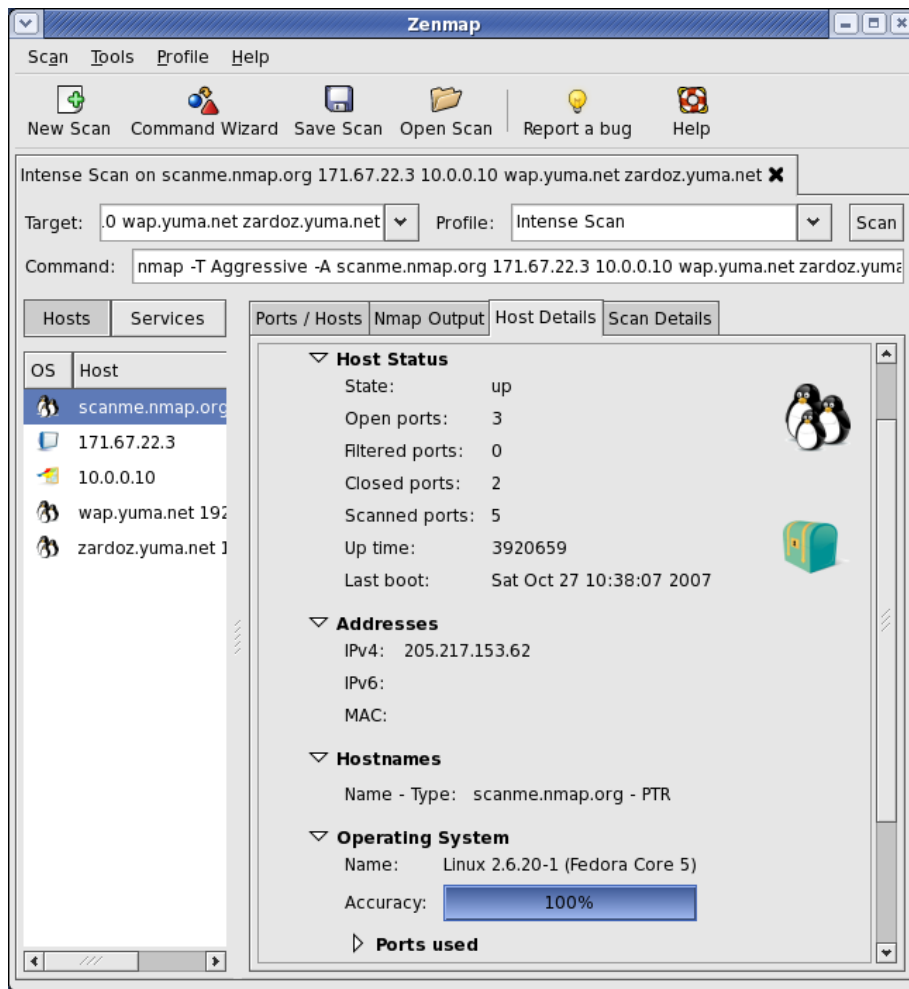 Zenmap
Scan Tools Profile Help
New Scan Command Wizard Save Scan Open Scan Report a bug Help
Intense Scan on scanme.nmap.org 171.67.22.3 10.0.0.10 wap.yuma.net zardoz.yuma.net
Target: .0 wap.yuma.net zardoz.yuma.net Profile: Intense Scan Scan
Command: nmap -T Aggressive -A scanme.nmap.org 171.67.22.3 10.0.0.10 wap.yuma.net zardoz.yuma
Hosts Services
OS Host
scanme.nmap.org
171.67.22.3
10.0.0.10
wap.yuma.net 192
zardoz.yuma.net 1
Ports / Hosts Nmap Output Host Details Scan Details
Host Status
State: up
Open ports: 3
Filtered ports: 0
Closed ports: 2
Scanned ports: 5
Up time: 3920659
Last boot: Sat Oct 27 10:38:07 2007
Addresses
IPv4: 205.217.153.62
IPv6:
MAC:
Hostnames
Name - Type: scanme.nmap.org - PTR
Operating System
Name: Linux 2.6.20-1 (Fedora Core 5)
Accuracy: 100%
Ports used